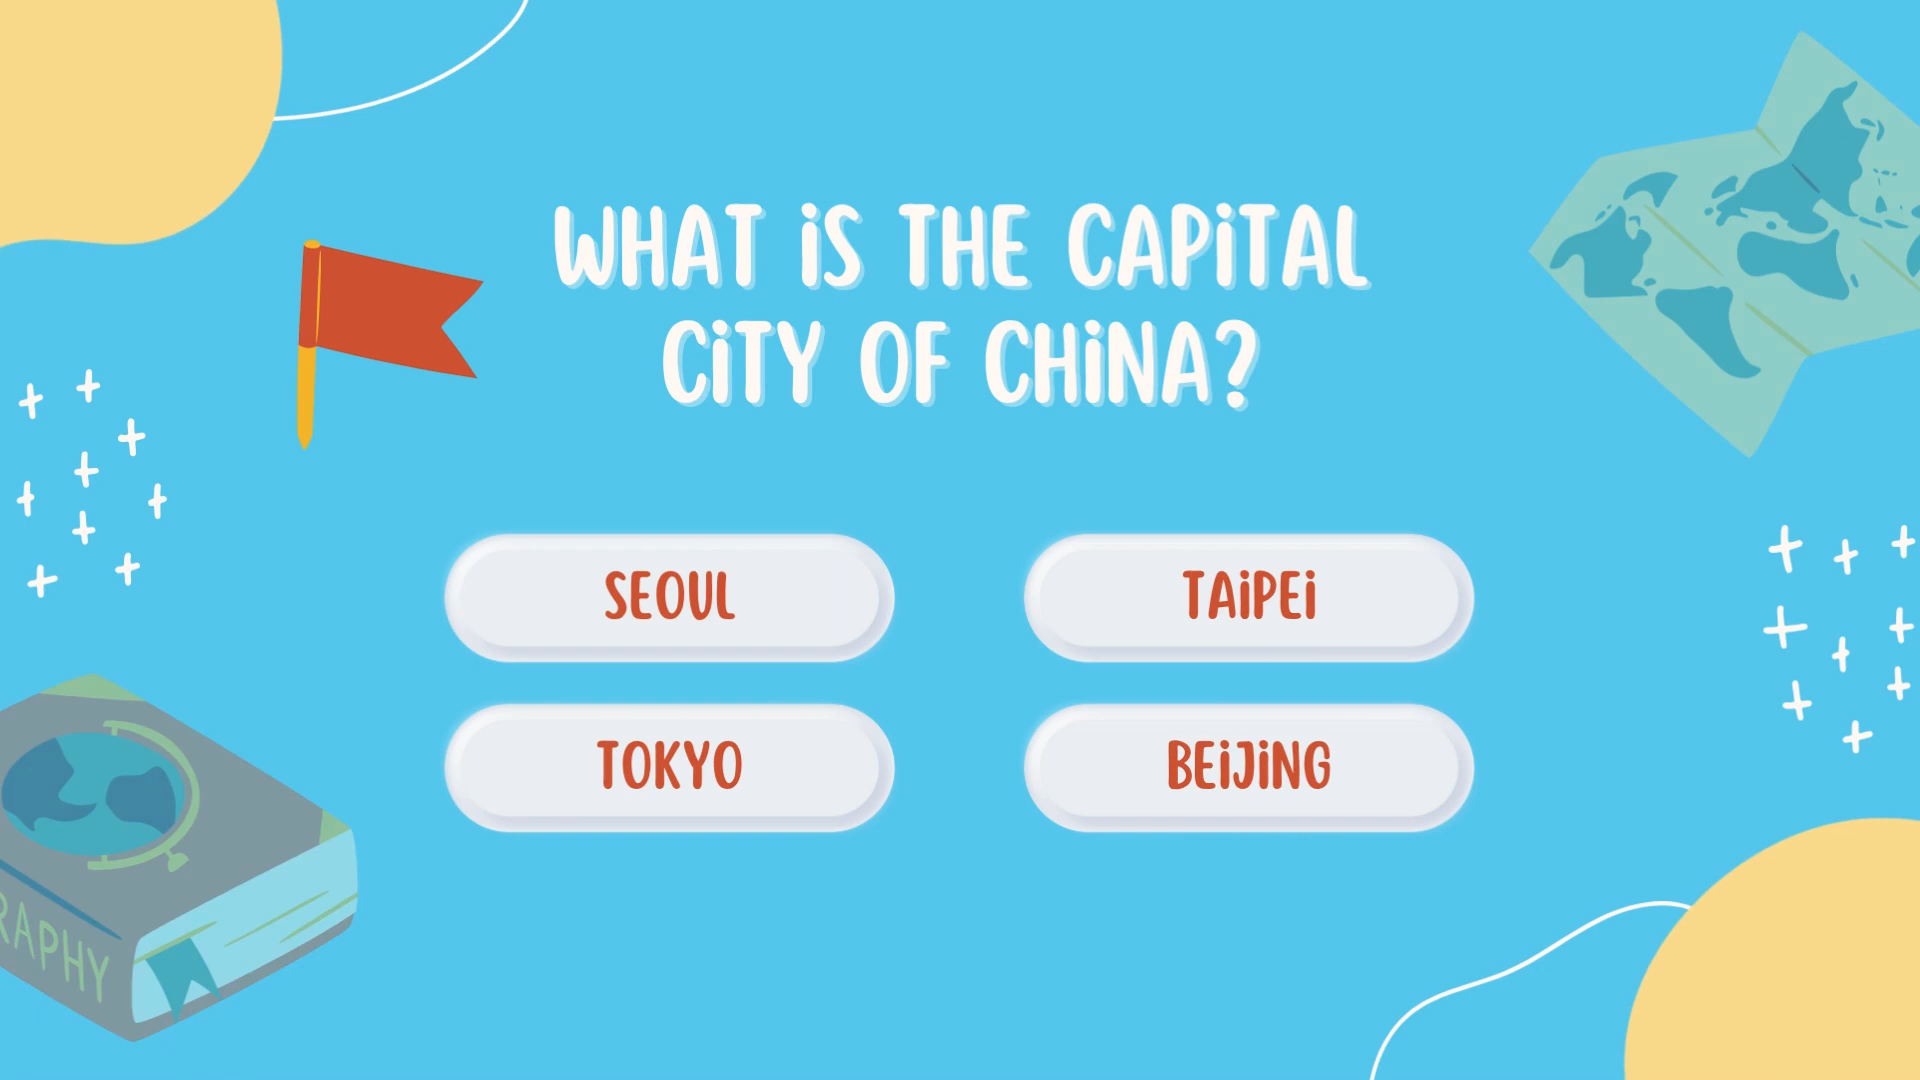 WHAT iS THE CAPiTAL
CiTY OF CHiNA?
SEOUL
TAiPEi
TOKYO
BEiJiNG
RAPHY